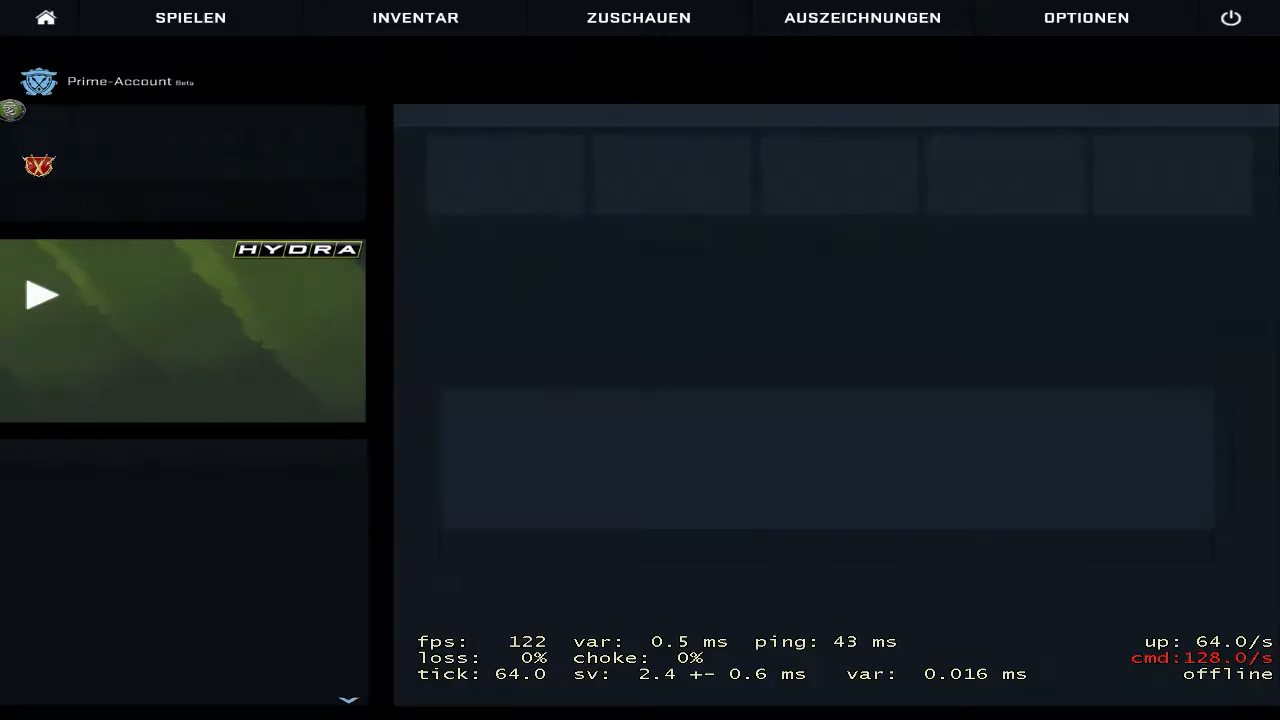 SPIELEN INVENTAR ZUSCHAUEN AUSZEICHNUNGEN OPTIONEN
Prime-Account Beta
HYDRA
fps: 122 var: 0.5 ms ping: 43 ms up: 64.0/s
loss: 0% choke: 0% cmd:128.0/s
tick: 64.0 sv: 2.4 +- 0.6 ms var: 0.016 ms offline